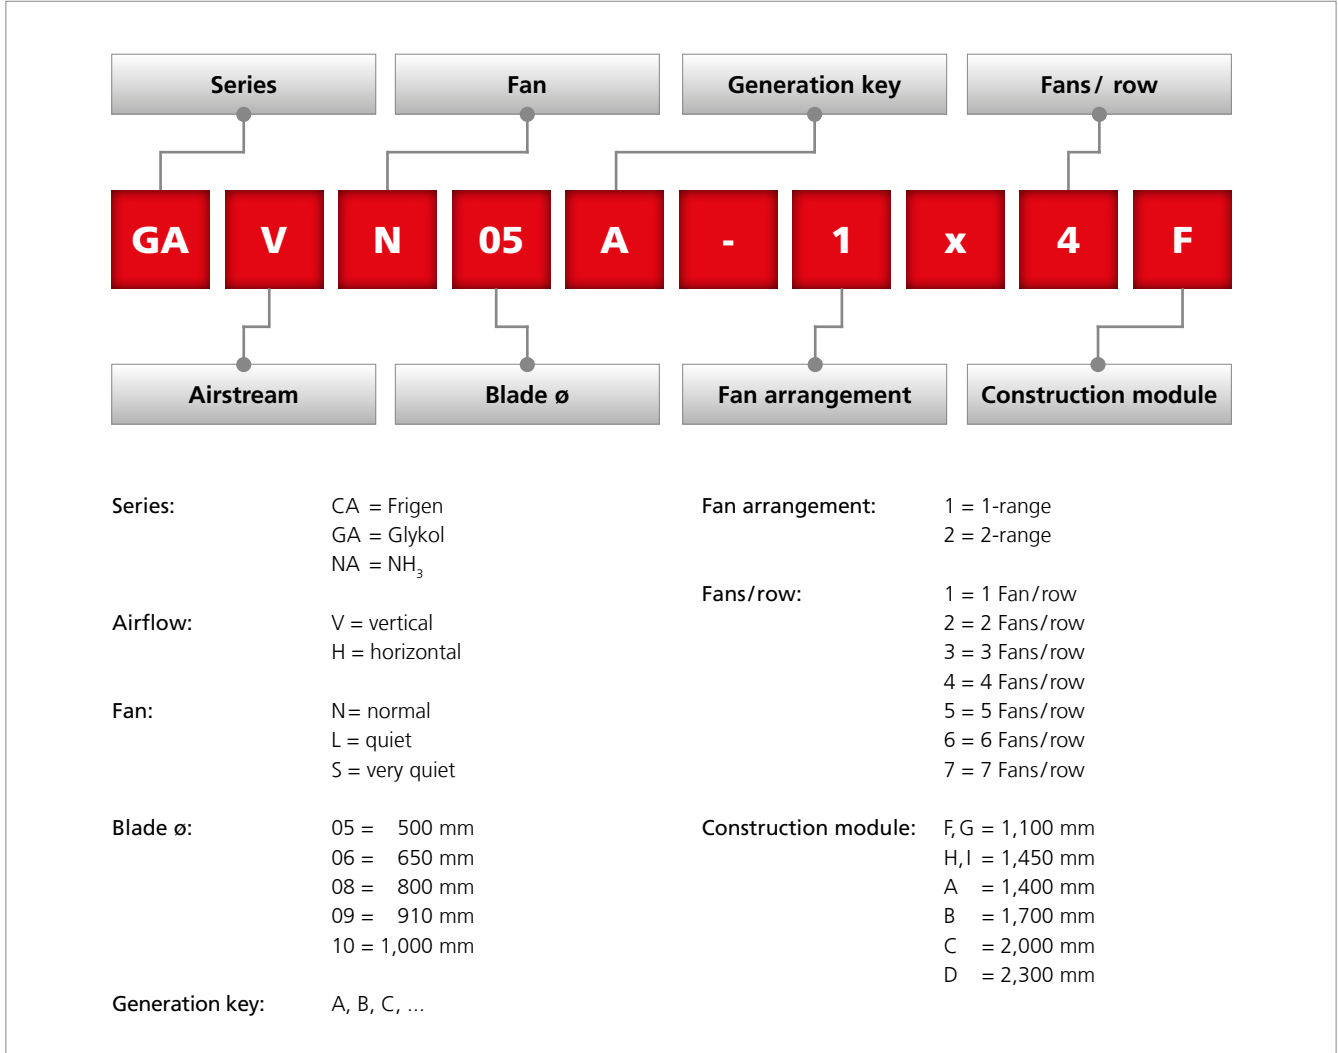 Series Fan Generation key Fans/ row
GA V N 05 A - 1 x 4 F
Airstream Blade ø Fan arrangement Construction module
Series: CA = Frigen
GA = Glykol
NA = NH₃
Airflow: V = vertical
H = horizontal
Fan: N = normal
L = quiet
S = very quiet
Blade ø: 05 = 500 mm
06 = 650 mm
08 = 800 mm
09 = 910 mm
10 = 1,000 mm
Generation key: A, B, C, ...
Fan arrangement: 1 = 1-range
2 = 2-range
Fans/row: 1 = 1 Fan/row
2 = 2 Fans/row
3 = 3 Fans/row
4 = 4 Fans/row
5 = 5 Fans/row
6 = 6 Fans/row
7 = 7 Fans/row
Construction module: F, G = 1,100 mm
H, I = 1,450 mm
A = 1,400 mm
B = 1,700 mm
C = 2,000 mm
D = 2,300 mm